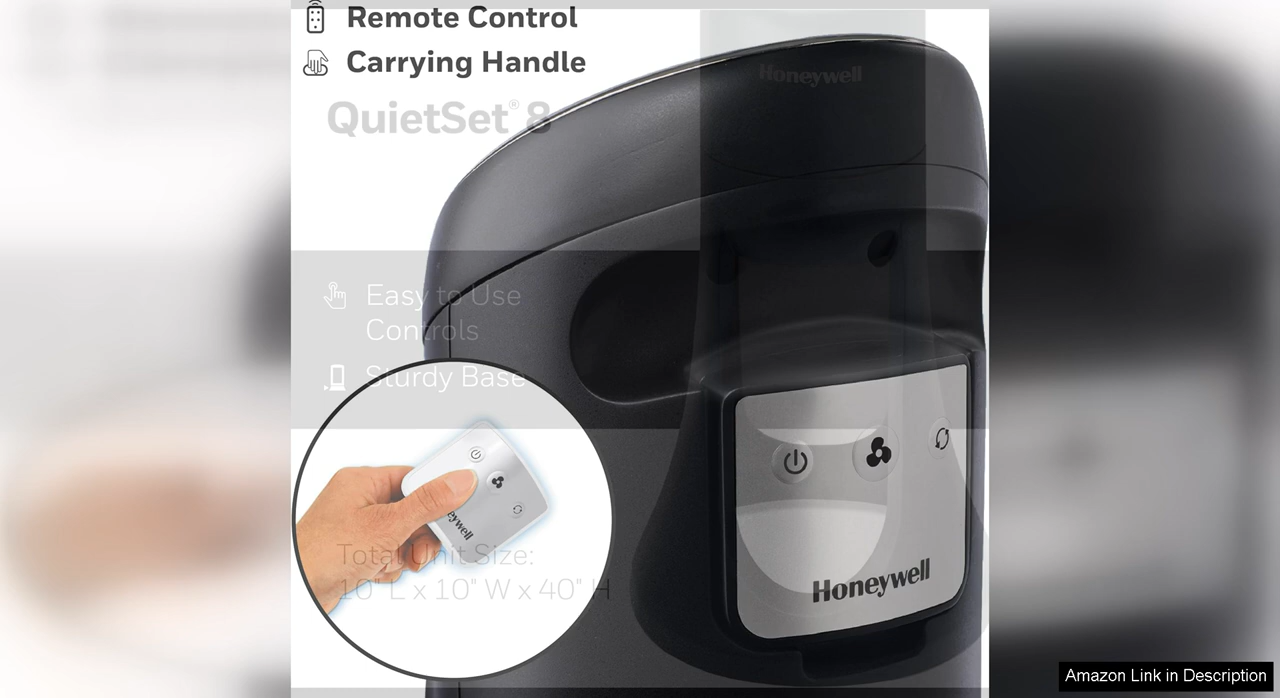 Remote Control
Carrying Handle
Honeywell
QuietSet® 8
Easy to Use
Controls
Sturdy Base
eywell
Total Unit Size:
10" L x 10" W x 40" H
Honeywell
Amazon Link in Description